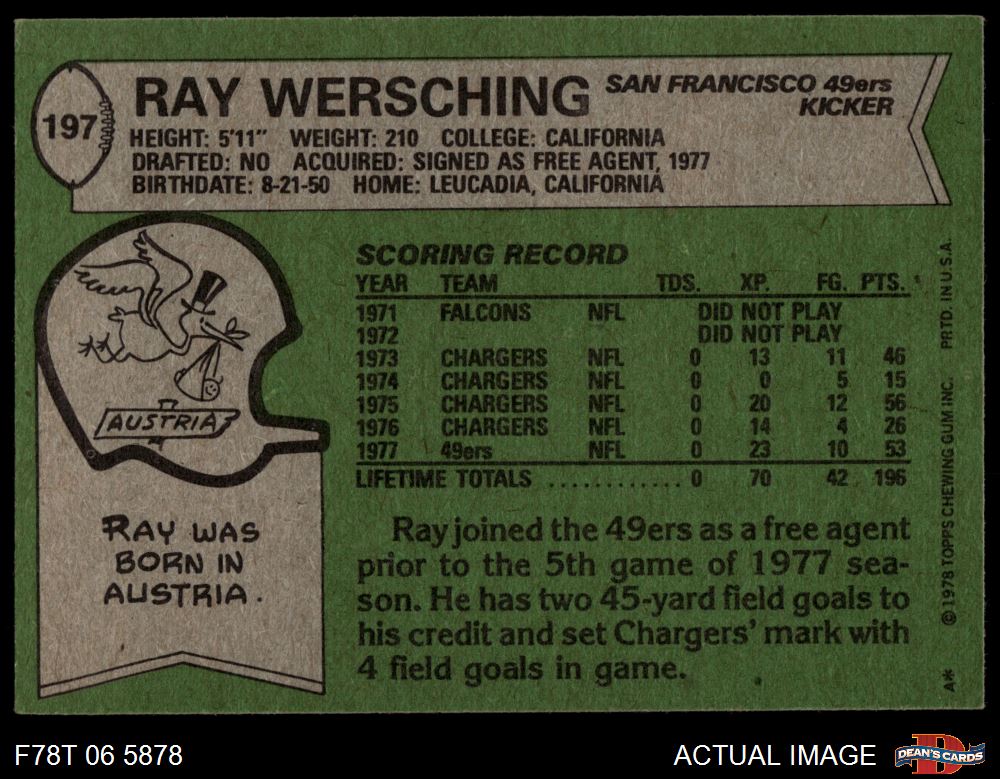 197
RAY WERSCHING
SAN FRANCISCO 49ers
KICKER
HEIGHT: 5'11" WEIGHT: 210 COLLEGE: CALIFORNIA
DRAFTED: NO ACQUIRED: SIGNED AS FREE AGENT, 1977
BIRTHDATE: 8-21-50 HOME: LEUCADIA, CALIFORNIA
AUSTRIA
RAY WAS
BORN IN
AUSTRIA.
SCORING RECORD
YEAR TEAM TDS. XP. FG. PTS.
1971 FALCONS NFL DID NOT PLAY
1972 DID NOT PLAY
1973 CHARGERS NFL 0 13 11 46
1974 CHARGERS NFL 0 0 5 15
1975 CHARGERS NFL 0 20 12 56
1976 CHARGERS NFL 0 14 4 26
1977 49ers NFL 0 23 10 53
LIFETIME TOTALS ............ 0 70 42 196
Ray joined the 49ers as a free agent
prior to the 5th game of 1977 sea-
son. He has two 45-yard field goals to
his credit and set Chargers' mark with
4 field goals in game.
A* © 1978 TOPPS CHEWING GUM INC. PRTD. IN U.S.A.
F78T 06 5878
ACTUAL IMAGE
D
DEAN'S CARDS